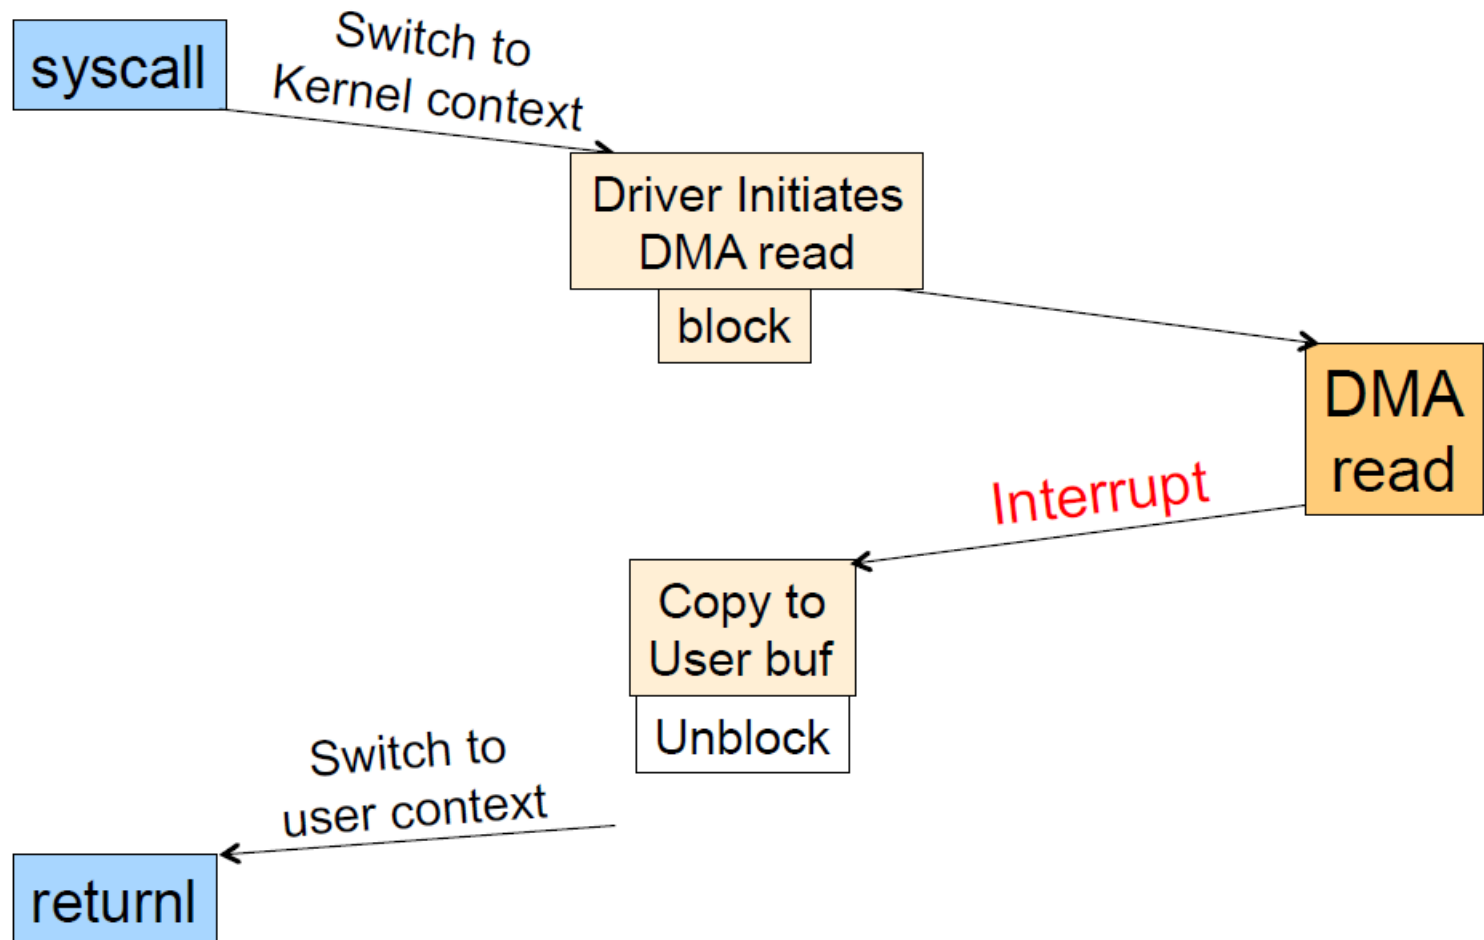 syscall
Switch to
Kernel context
Driver Initiates
DMA read
block
DMA
read
Interrupt
Copy to
User buf
Unblock
Switch to
user context
returnl